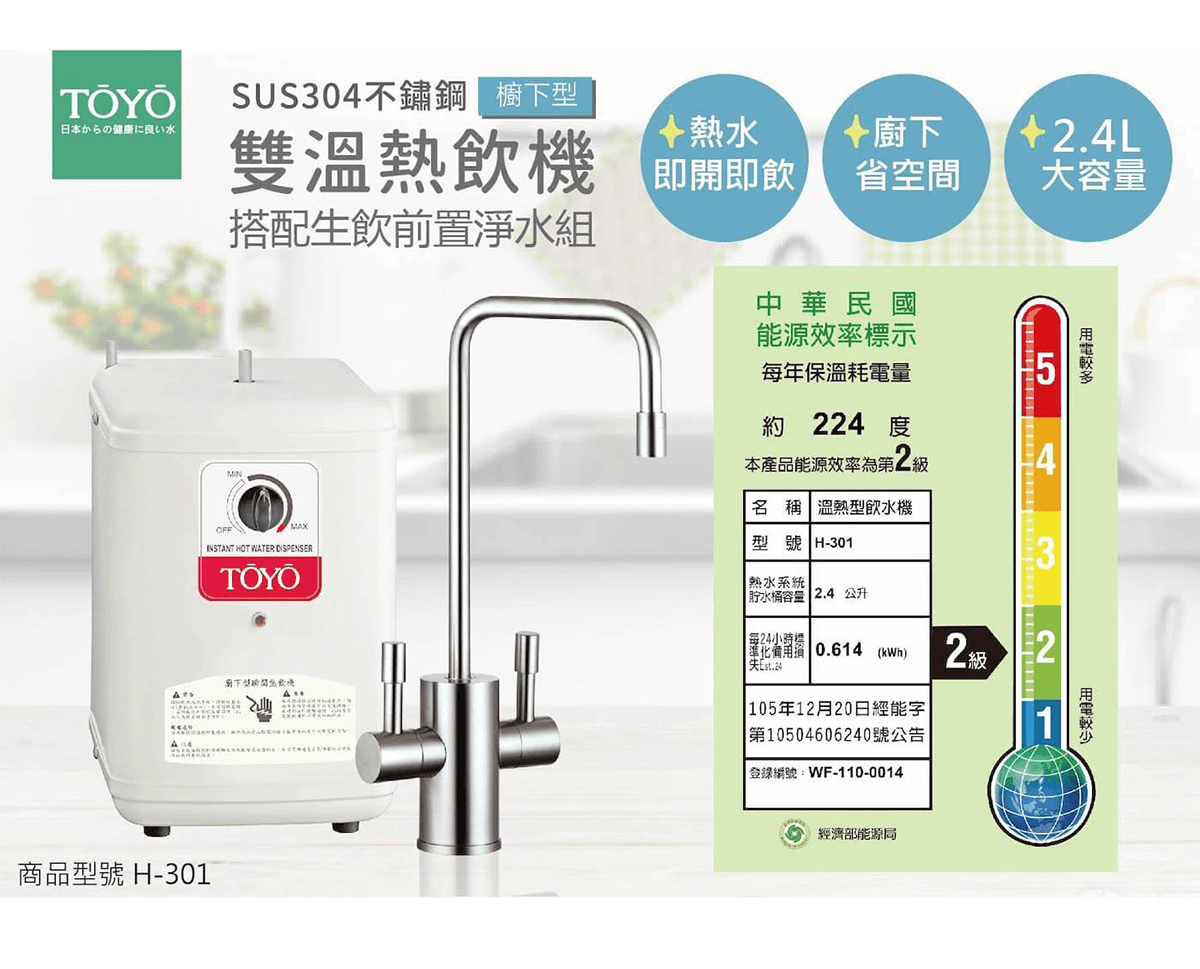 TŌYŌ
日本からの健康に良い水
SUS304不鏽鋼
櫥下型
雙溫熱飲機
搭配生飲前置淨水組
熱水
即開即飲
廚下
省空間
2.4L
大容量
中華民國
能源效率標示
每年保溫耗電量
約 224 度
本產品能源效率為第2級
名稱 溫熱型飲水機
型號 H-301
熱水系統
貯水桶容量 2.4 公升
每24小時標
準化備用損
失Est.24 0.614 (kWh)
105年12月20日經能字
第10504606240號公告
登錄編號：WF-110-0014
經濟部能源局
用電較多
5
4
3
2
1
2級
用電較少
MIN
OFF
MAX
INSTANT HOT WATER DISPENSER
TŌYŌ
廚下型瞬間熱飲機
商品型號 H-301